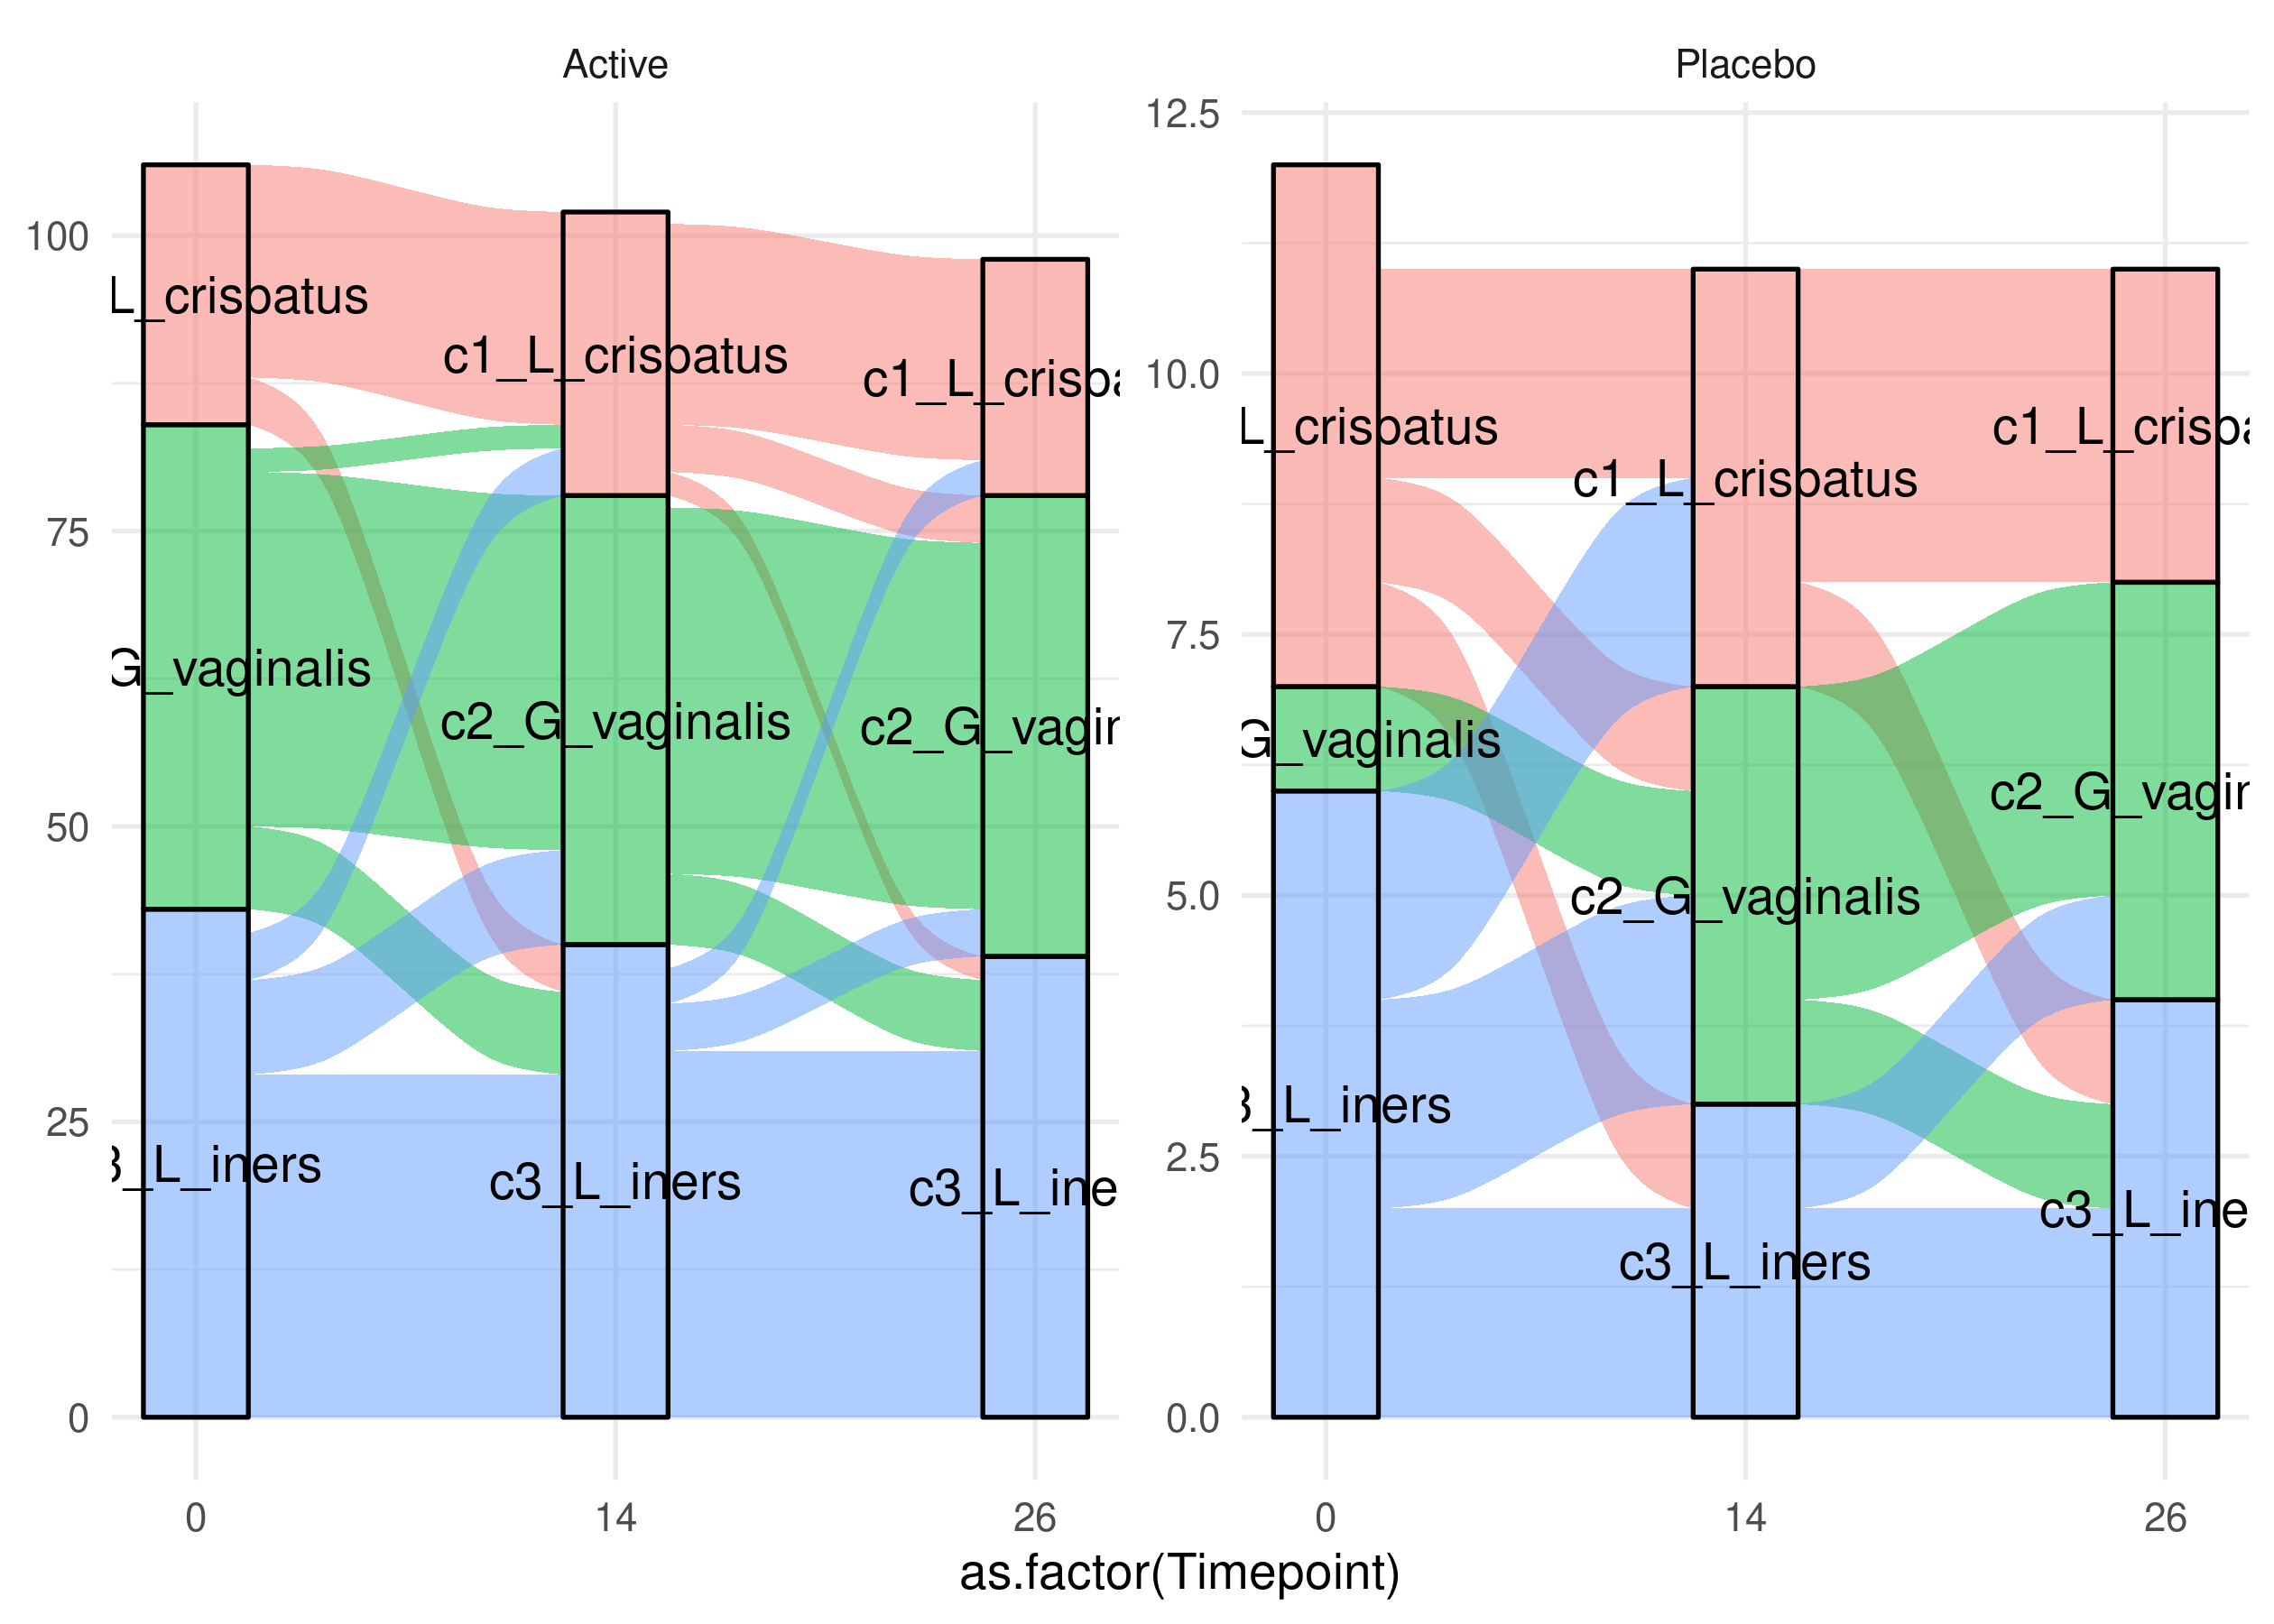 Active
Placebo
100
75
50
25
0
L_crispatus
G_vaginalis
3_L_iners
c1_L_crispatus
c2_G_vaginalis
c3_L_iners
c1_L_crispa
c2_G_vagin
c3_L_ine
0
14
26
12.5
10.0
7.5
5.0
2.5
0.0
L_crispatus
G_vaginalis
3_L_iners
c1_L_crispatus
c2_G_vaginalis
c3_L_iners
c1_L_crispa
c2_G_vagin
c3_L_ine
0
14
26
as.factor(Timepoint)